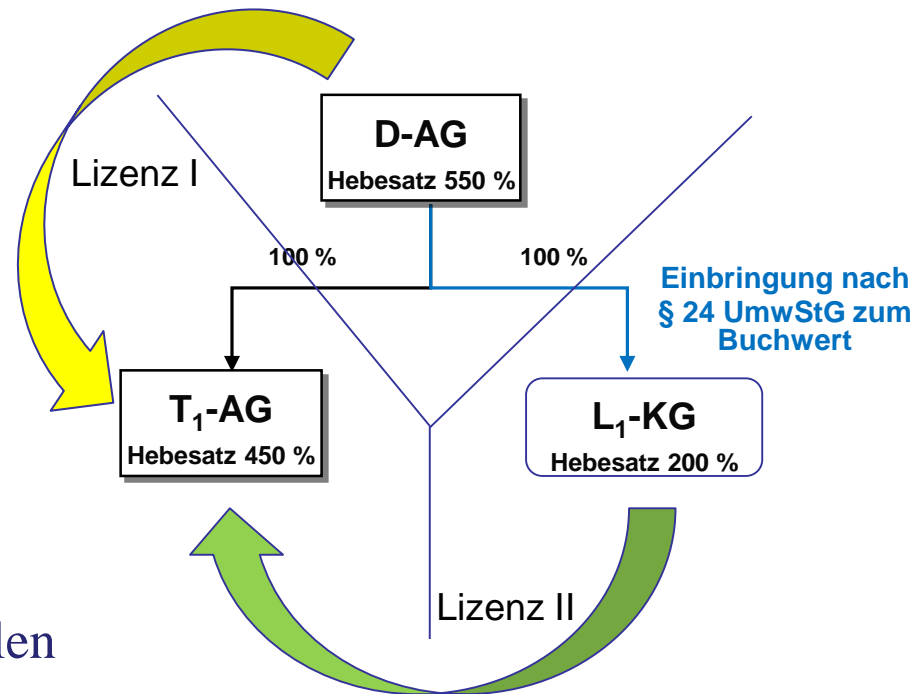 D-AG
Hebesatz 550 %
Lizenz I
100 %
100 %
Einbringung nach
§ 24 UmwStG zum
Buchwert
T₁-AG
Hebesatz 450 %
L₁-KG
Hebesatz 200 %
Lizenz II